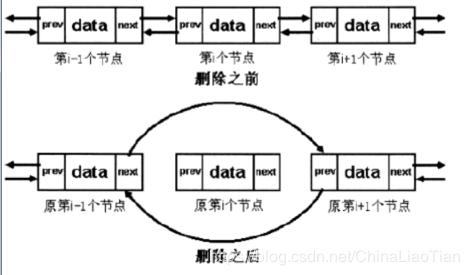 prev data next prev data next prev data next
第i-1个节点 第i个节点 第i+1个节点
删除之前
prev data next prev data next prev data next
原第i-1个节点 原第i个节点 原第i+1个节点
删除之后
blog.csdn.net/ChinaLiaoTian